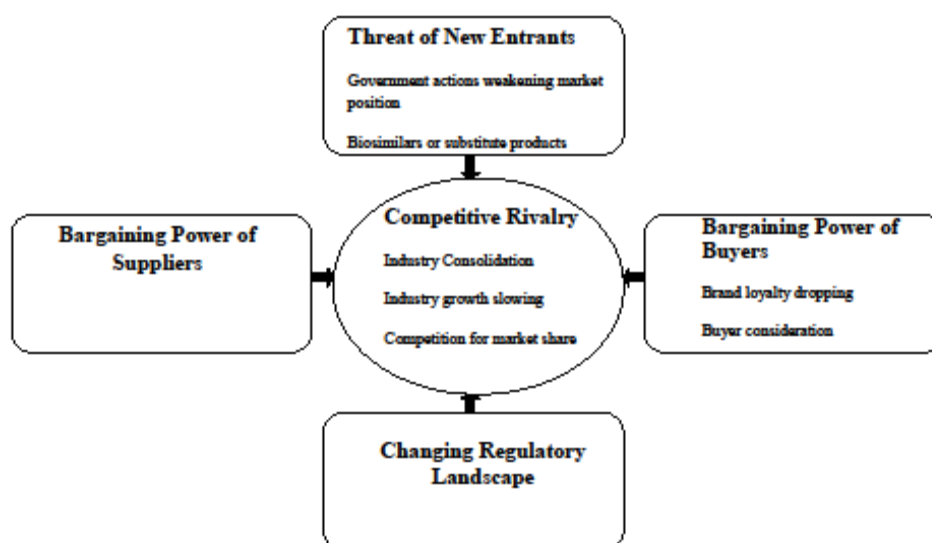 Threat of New Entrants
Government actions weakening market
position
Biosimilars or substitute products
Bargaining Power of
Suppliers
Competitive Rivalry
Industry Consolidation
Industry growth slowing
Competition for market share
Bargaining Power of
Buyers
Brand loyalty dropping
Buyer consideration
Changing Regulatory
Landscape